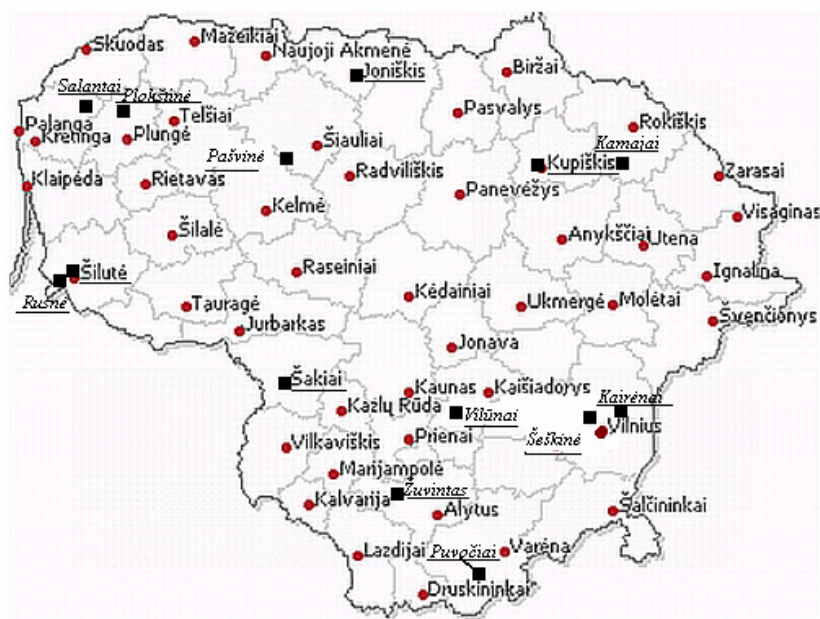 Skuodas
Mažeikiai
Naujoji Akmenė
Joniškis
Biržai
Salantai
Plokštinė
Telšiai
Pasvalys
Rokiškis
Palanga
Kretinga
Plungė
Šiauliai
Pašvinė
Radviliškis
Kupiškis
Kamajai
Zarasai
Klaipėda
Rietavas
Kelmė
Panevėžys
Visaginas
Šilalė
Anykščiai
Utena
Šilutė
Rusnė
Raseiniai
Ignalina
Tauragė
Kėdainiai
Ukmergė
Molėtai
Švenčionys
Jurbarkas
Jonava
Šakiai
Kaunas
Kaišiadorys
Kairėnai
Kazlų Rūda
Vilūnai
Vilnius
Šeškinė
Vilkaviškis
Prienai
Marijampolė
Žuvintas
Kalvarija
Alytus
Šalčininkai
Lazdijai
Puvočiai
Varėna
Druskininkai